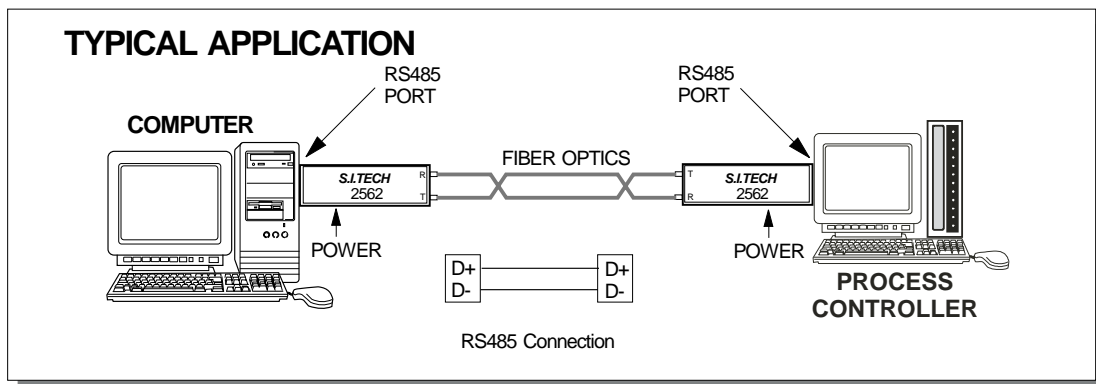 TYPICAL APPLICATION
RS485
PORT
RS485
PORT
COMPUTER
FIBER OPTICS
S.I.TECH
2562
R
T
S.I.TECH
2562
T
R
POWER
POWER
D+
D-
D+
D-
PROCESS
CONTROLLER
RS485 Connection